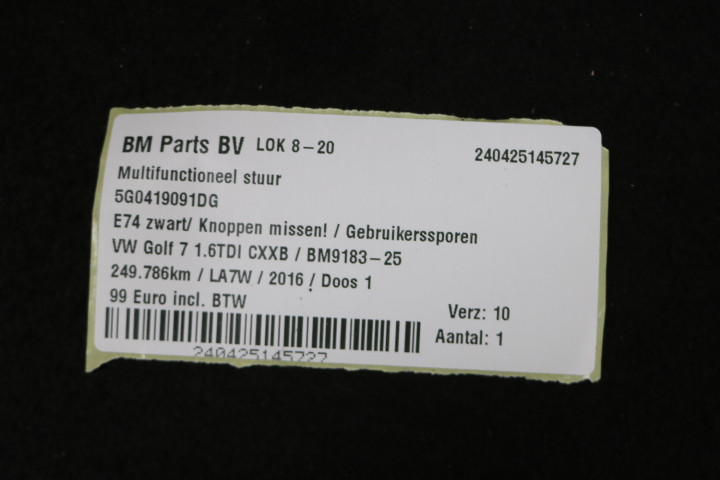 BM Parts BV LOK 8-20
240425145727
Multifunctioneel stuur
5G0419091DG
E74 zwart/ Knoppen missen! / Gebruikerssporen
VW Golf 7 1.6TDI CXXB / BM9183-25
249.786km / LA7W / 2016 / Doos 1
99 Euro incl. BTW
Verz: 10
Aantal: 1
240425145727